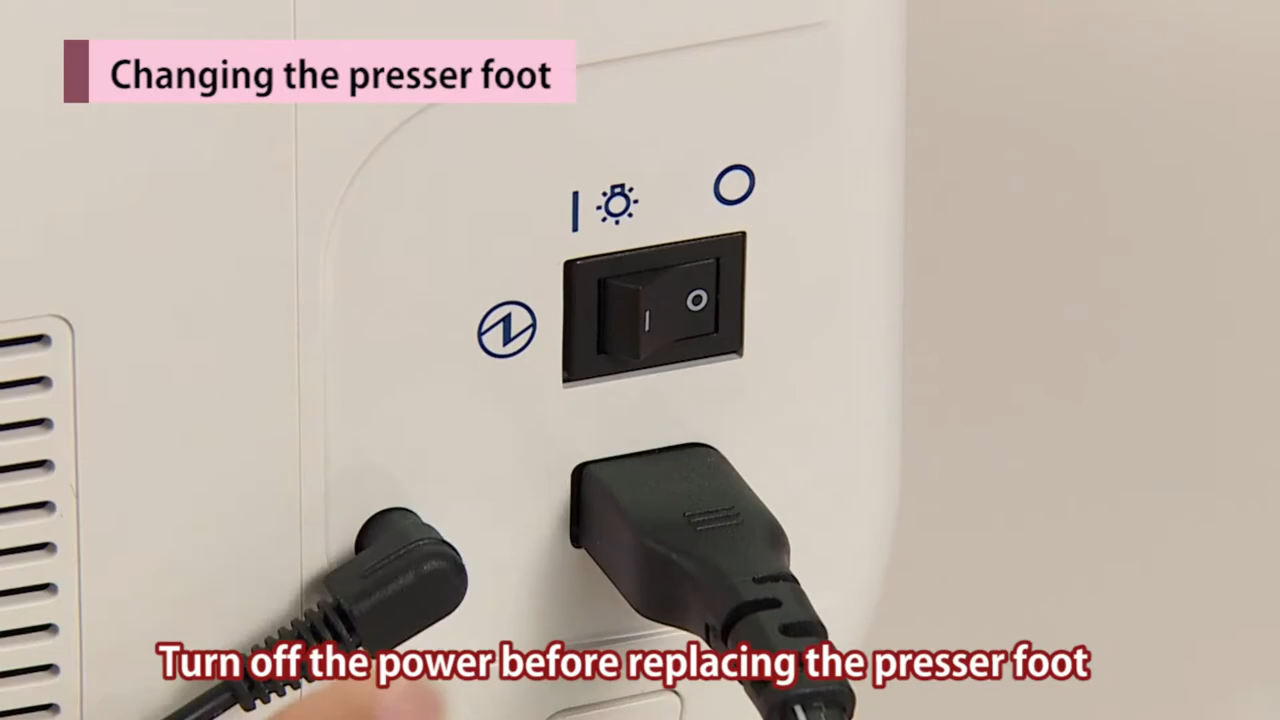 Changing the presser foot
Turn off the power before replacing the presser foot